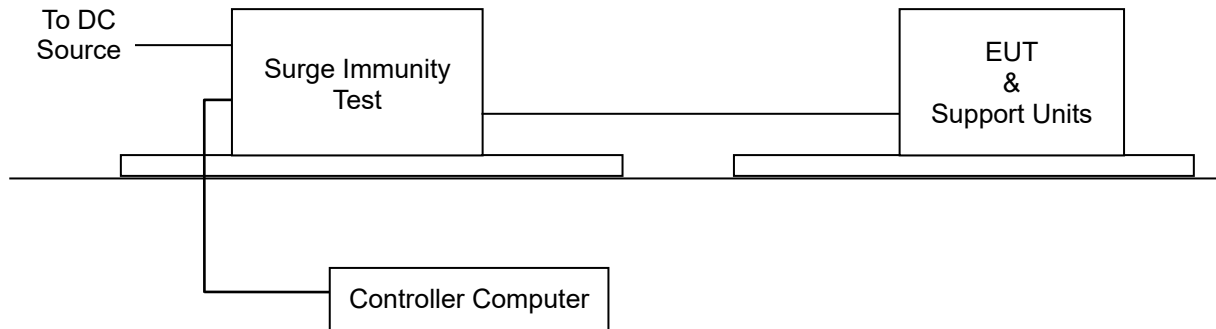 To DC
Source
Surge Immunity
Test
EUT
&
Support Units
Controller Computer